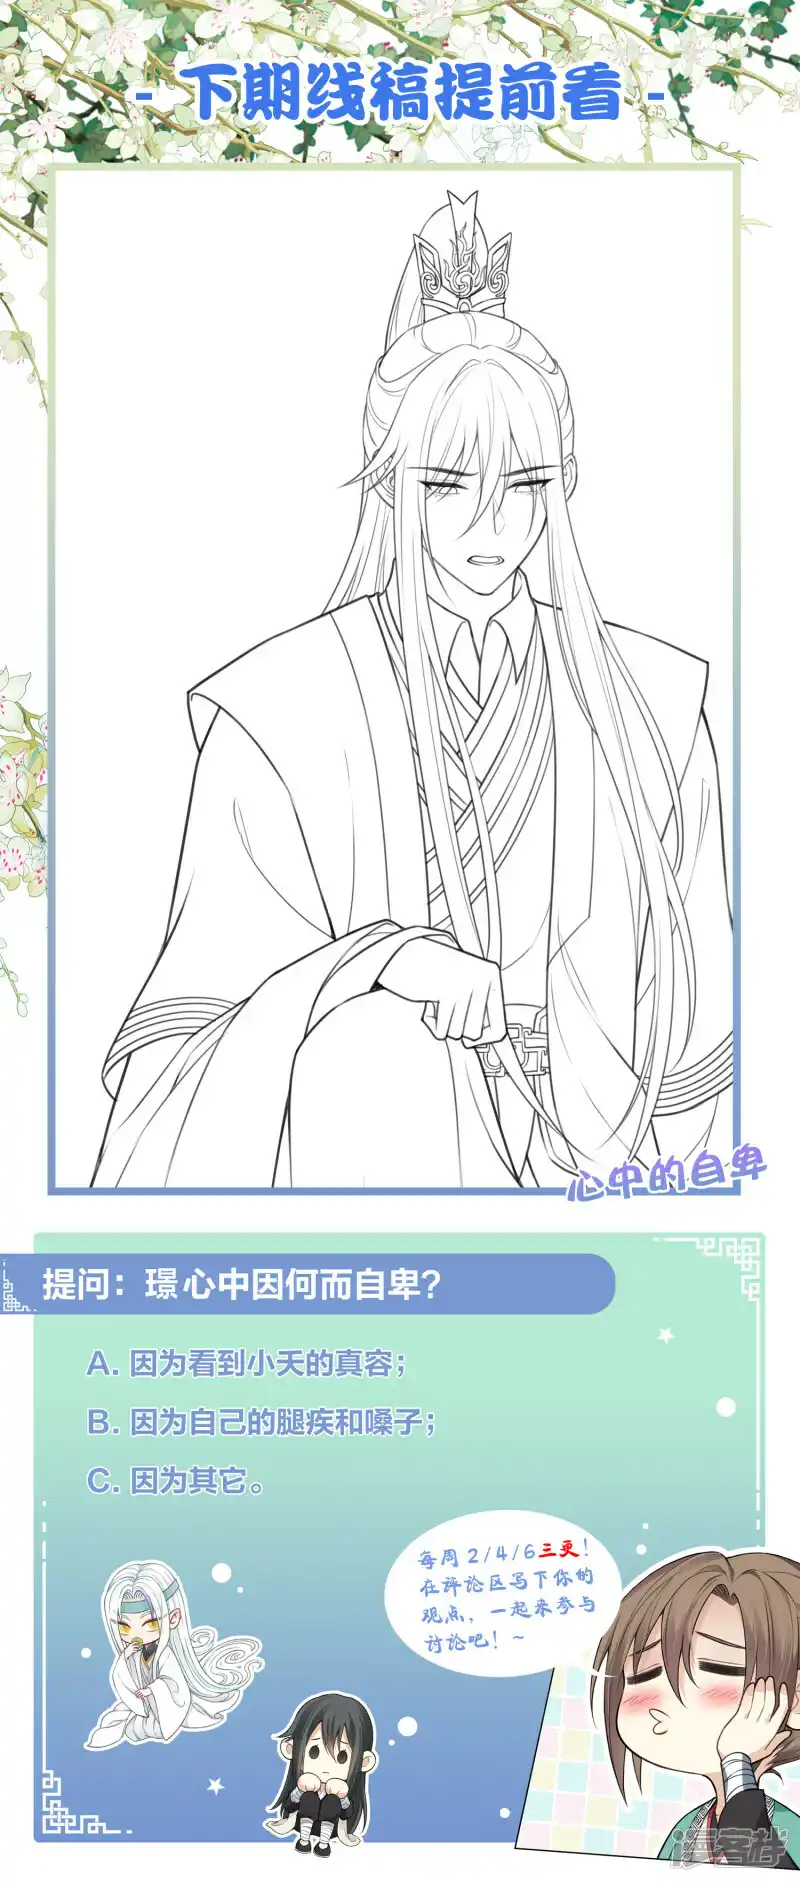 - 下期线稿提前看 -
心中的自卑
提问：璟心中因何而自卑？
A. 因为看到小夭的真容；
B. 因为自己的腿疾和嗓子；
C. 因为其它。
每周 2/4/6三更！
在评论区写下你的
观点，一起来参与
讨论吧！~
漫客栈